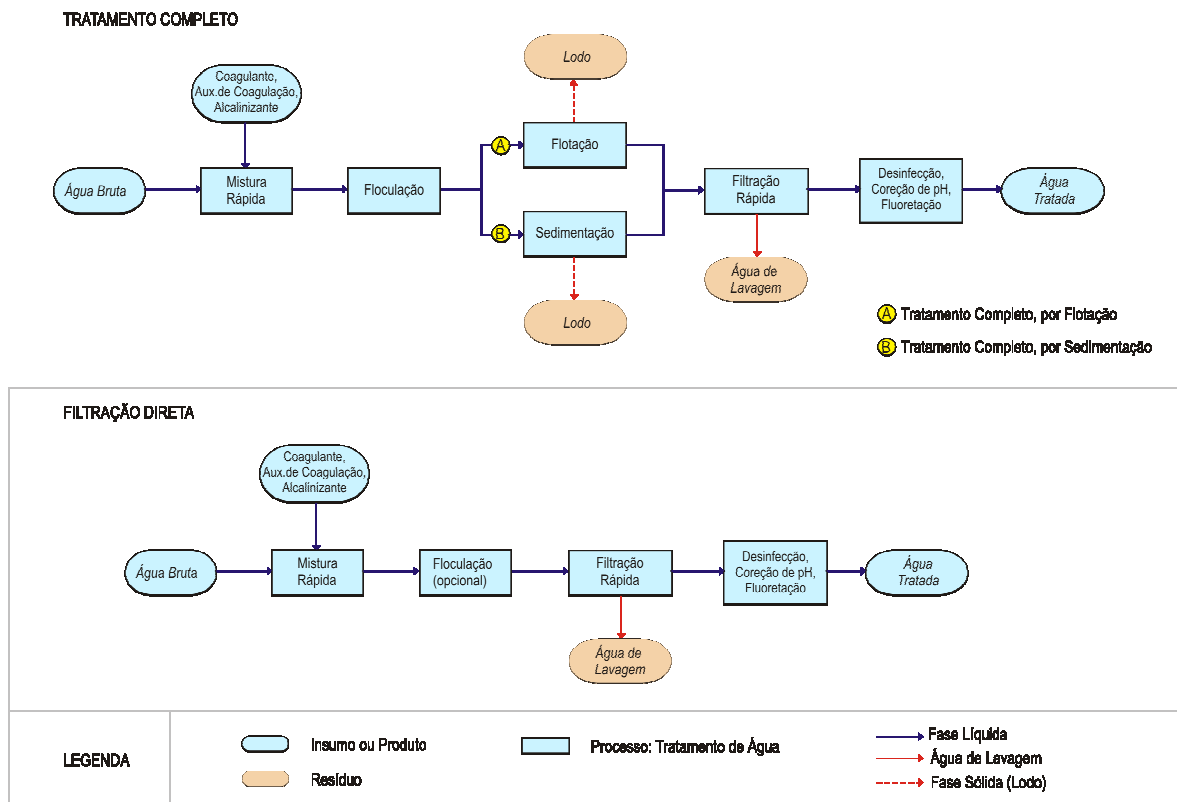 TRATAMENTO COMPLETO
Lodo
Coagulante,
Aux.de Coagulação,
Alcalinizante
A
Flotação
Água Bruta
Mistura
Rápida
Floculação
Filtração
Rápida
Desinfecção,
Coreção de pH,
Fluoretação
Água
Tratada
B
Sedimentação
Água de
Lavagem
Lodo
A Tratamento Completo, por Flotação
B Tratamento Completo, por Sedimentação
FILTRAÇÃO DIRETA
Coagulante,
Aux.de Coagulação,
Alcalinizante
Água Bruta
Mistura
Rápida
Floculação
(opcional)
Filtração
Rápida
Desinfecção,
Coreção de pH,
Fluoretação
Água
Tratada
Água de
Lavagem
LEGENDA
Insumo ou Produto
Resíduo
Processo: Tratamento de Água
Fase Líquida
Água de Lavagem
Fase Sólida (Lodo)